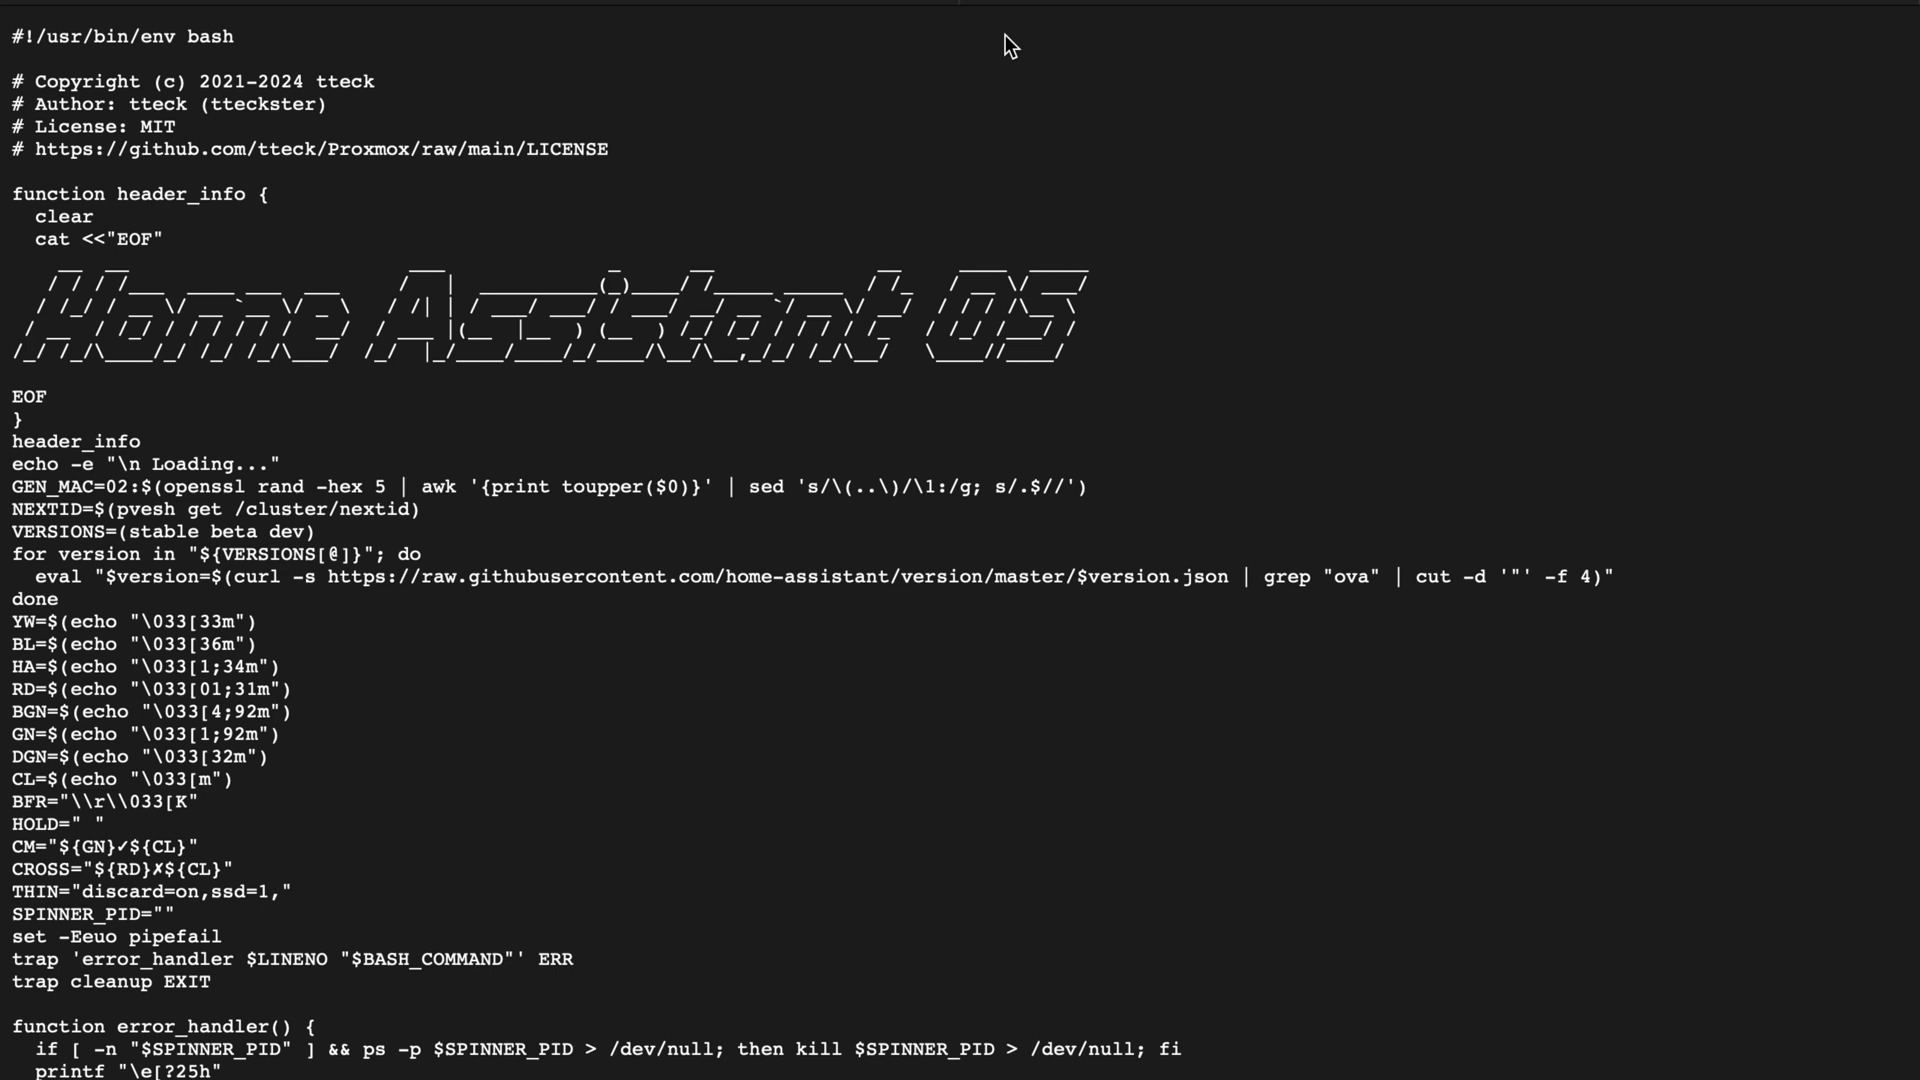 #!/usr/bin/env bash
# Copyright (c) 2021-2024 tteck
# Author: tteck (tteckster)
# License: MIT
# https://github.com/tteck/Proxmox/raw/main/LICENSE
function header_info {
  clear
  cat <<"EOF"
Home Assistant OS
EOF
}
header_info
echo -e "\n Loading..."
GEN_MAC=02:$(openssl rand -hex 5 | awk '{print toupper($0)}' | sed 's/\(..\)/\1:/g; s/.$//')
NEXTID=$(pvesh get /cluster/nextid)
VERSIONS=(stable beta dev)
for version in "${VERSIONS[@]}"; do
  eval "$version=$(curl -s https://raw.githubusercontent.com/home-assistant/version/master/$version.json | grep "ova" | cut -d '"' -f 4)"
done
YW=$(echo "\033[33m")
BL=$(echo "\033[36m")
HA=$(echo "\033[1;34m")
RD=$(echo "\033[01;31m")
BGN=$(echo "\033[4;92m")
GN=$(echo "\033[1;92m")
DGN=$(echo "\033[32m")
CL=$(echo "\033[m")
BFR="\\r\\033[K"
HOLD=" "
CM="${GN}✓${CL}"
CROSS="${RD}✗${CL}"
THIN="discard=on,ssd=1,"
SPINNER_PID=""
set -Eeuo pipefail
trap 'error_handler $LINENO "$BASH_COMMAND"' ERR
trap cleanup EXIT
function error_handler() {
  if [ -n "$SPINNER_PID" ] && ps -p $SPINNER_PID > /dev/null; then kill $SPINNER_PID > /dev/null; fi
  printf "\e[?25h"